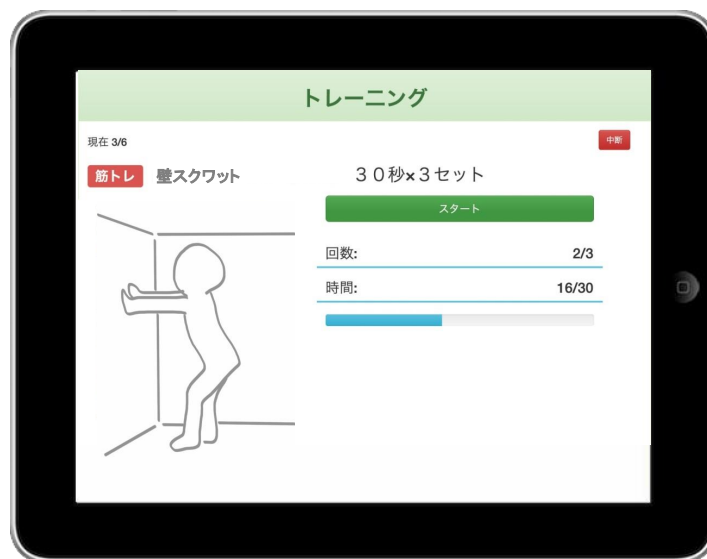 トレーニング
現在 3/6
中断
筋トレ 壁スクワット
３０秒×３セット
スタート
回数: 2/3
時間: 16/30